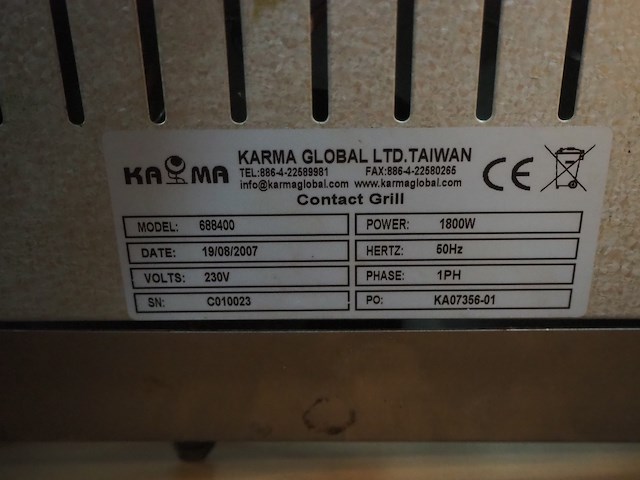 KARMA
KARMA GLOBAL LTD.TAIWAN
TEL:886-4-22589981 FAX:886-4-22580265
info@karmaglobal.com www.karmaglobal.com
CE
Contact Grill
MODEL: 688400 POWER: 1800W
DATE: 19/08/2007 HERTZ: 50Hz
VOLTS: 230V PHASE: 1PH
SN: C010023 PO: KA07356-01